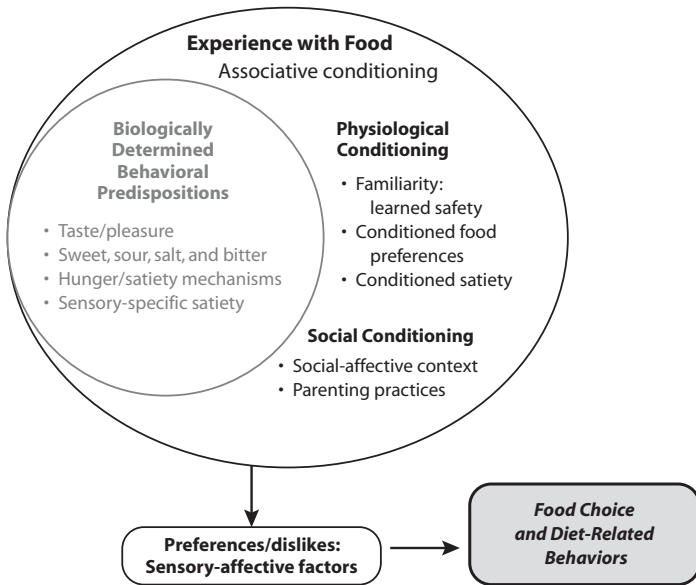 Experience with Food
Associative conditioning
Biologically
Determined
Behavioral
Predispositions
• Taste/pleasure
• Sweet, sour, salt, and bitter
• Hunger/satiety mechanisms
• Sensory-specific satiety
Physiological
Conditioning
• Familiarity:
learned safety
• Conditioned food
preferences
• Conditioned satiety
Social Conditioning
• Social-affective context
• Parenting practices
Preferences/dislikes:
Sensory-affective factors
Food Choice
and Diet-Related
Behaviors